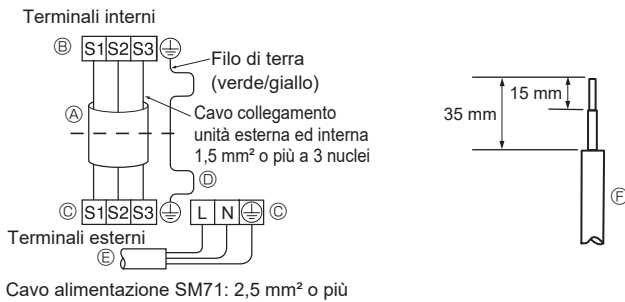 Terminali interni
Ⓑ S1 S2 S3
Filo di terra
(verde/giallo)
Ⓐ
Cavo collegamento
unità esterna ed interna
1,5 mm² o più a 3 nuclei
Ⓓ
Ⓒ S1 S2 S3
L N Ⓒ
Terminali esterni
Ⓔ
Cavo alimentazione SM71: 2,5 mm² o più
15 mm
35 mm
Ⓕ